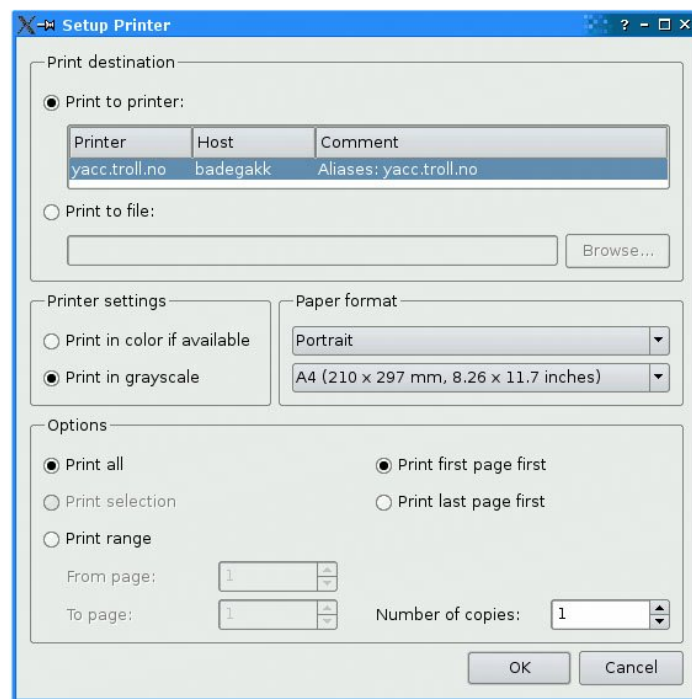 Setup Printer
Print destination
Print to printer:
Printer Host Comment
yacc.troll.no badegakk Aliases: yacc.troll.no
Print to file:
Browse...
Printer settings
Print in color if available
Print in grayscale
Paper format
Portrait
A4 (210 x 297 mm, 8.26 x 11.7 inches)
Options
Print all
Print first page first
Print selection
Print last page first
Print range
From page: 1
To page: 1
Number of copies: 1
OK
Cancel